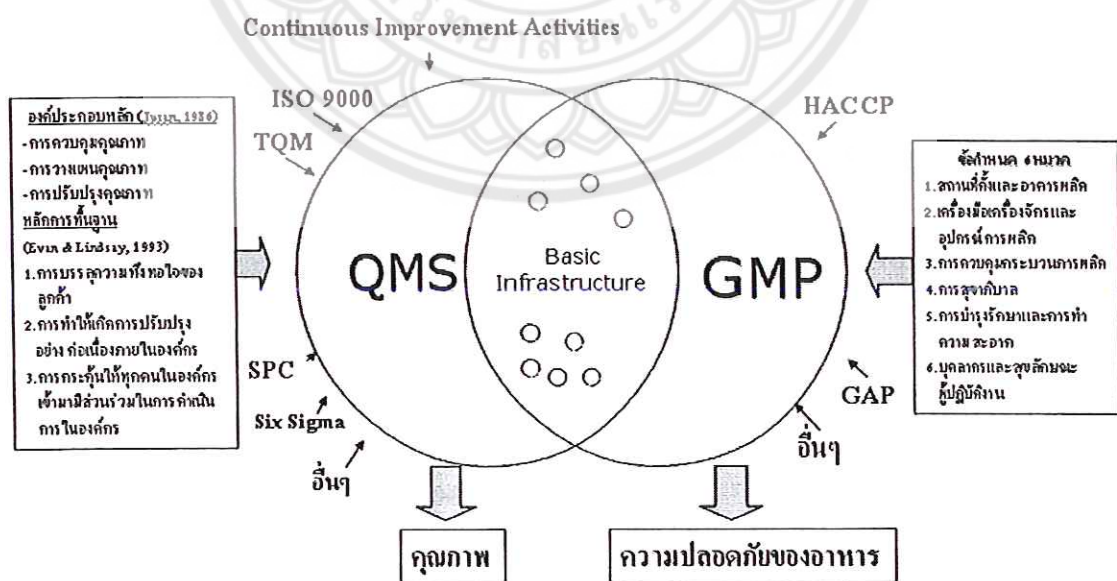 Continuous Improvement Activities
ISO 9000
TQM
HACCP
องค์ประกอบหลัก (Juran, 1986)
-การควบคุมคุณภาพ
-การวางแผนคุณภาพ
-การปรับปรุงคุณภาพ
หลักการพื้นฐาน
(Evan & Lindsay, 1993)
1.การบรรลุความพึงพอใจของ
ลูกค้า
2.การทำให้เกิดการปรับปรุง
อย่างต่อเนื่องภายในองค์กร
3.การกระตุ้นให้ทุกคนในองค์กร
เข้ามามีส่วนร่วมในการดำเนิน
การในองค์กร
QMS
Basic
Infrastructure
GMP
ข้อกำหนด 6หมวด
1.สถานที่ตั้งและอาคารผลิต
2.เครื่องมือเครื่องจักรและ
อุปกรณ์การผลิต
3.การควบคุมกระบวนการผลิต
4.การสุขาภิบาล
5.การบำรุงรักษาและการทำ
ความสะอาด
6.บุคลากรและสุขลักษณะ
ผู้ปฏิบัติงาน
SPC
Six Sigma
อื่นๆ
GAP
อื่นๆ
คุณภาพ
ความปลอดภัยของอาหาร